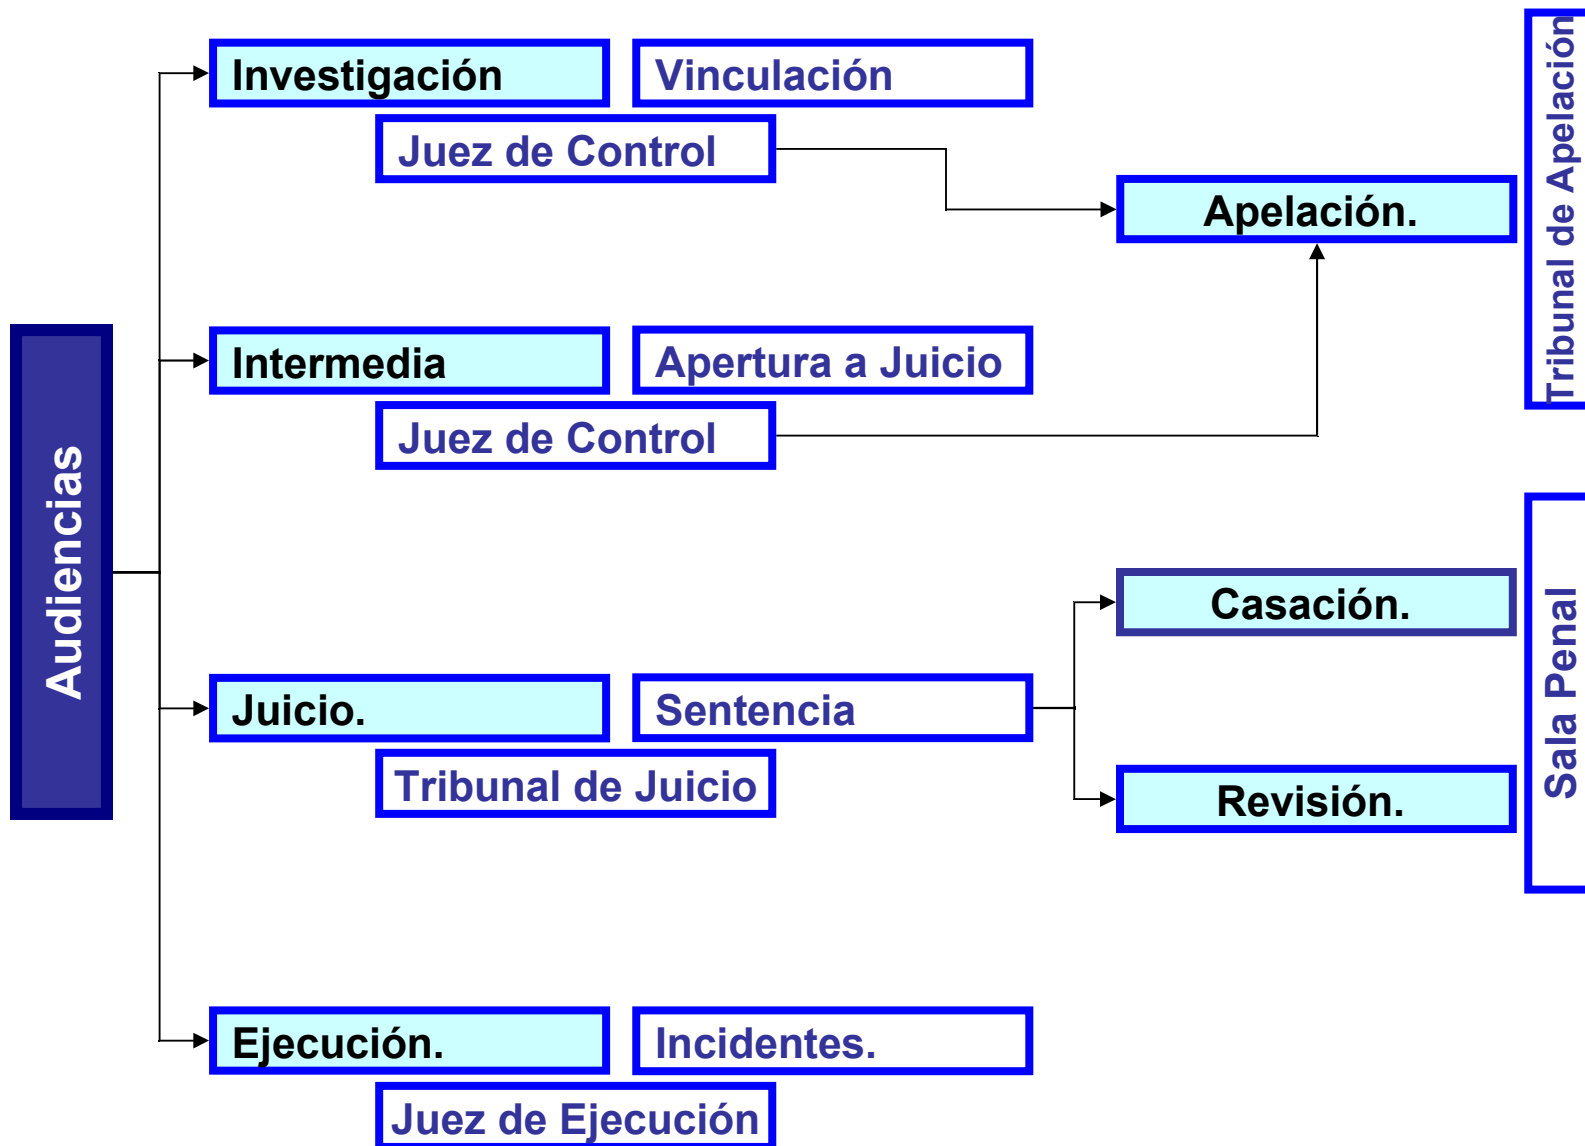 Audiencias
Investigación
Vinculación
Juez de Control
Apelación.
Tribunal de Apelación
Intermedia
Apertura a Juicio
Juez de Control
Juicio.
Sentencia
Tribunal de Juicio
Casación.
Revisión.
Sala Penal
Ejecución.
Incidentes.
Juez de Ejecución